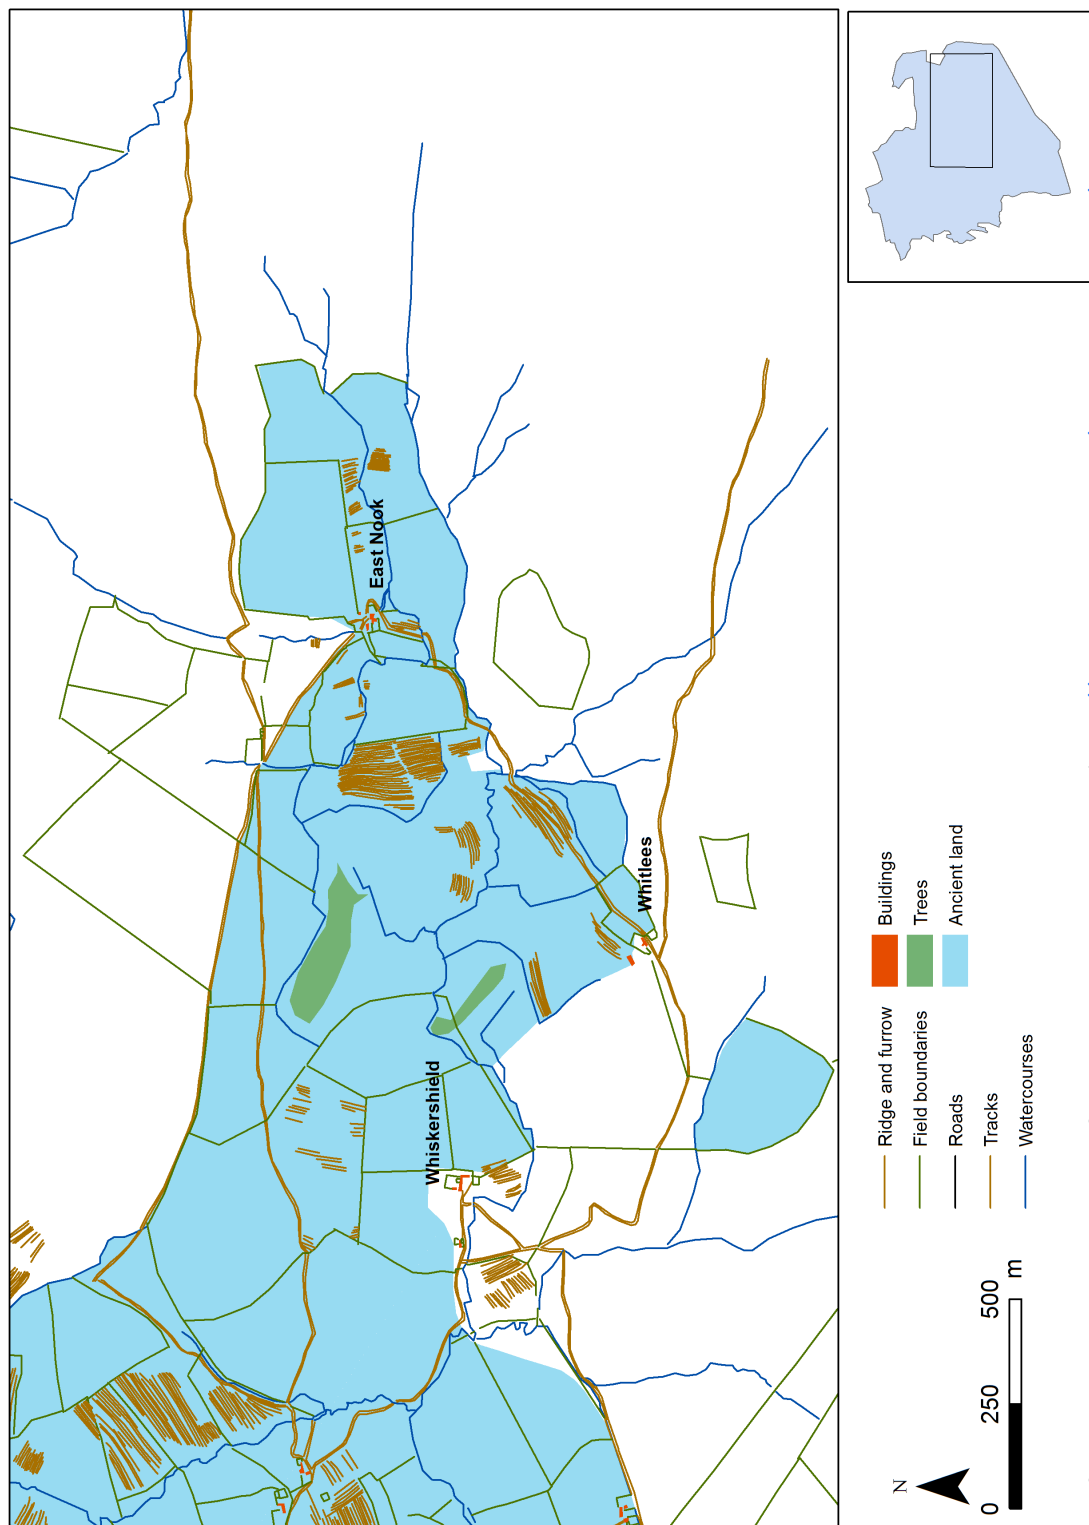 East Nook
Whitlees
Whiskershield
Ridge and furrow
Field boundaries
Roads
Tracks
Watercourses
Buildings
Trees
Ancient land
N
0 250 500
m